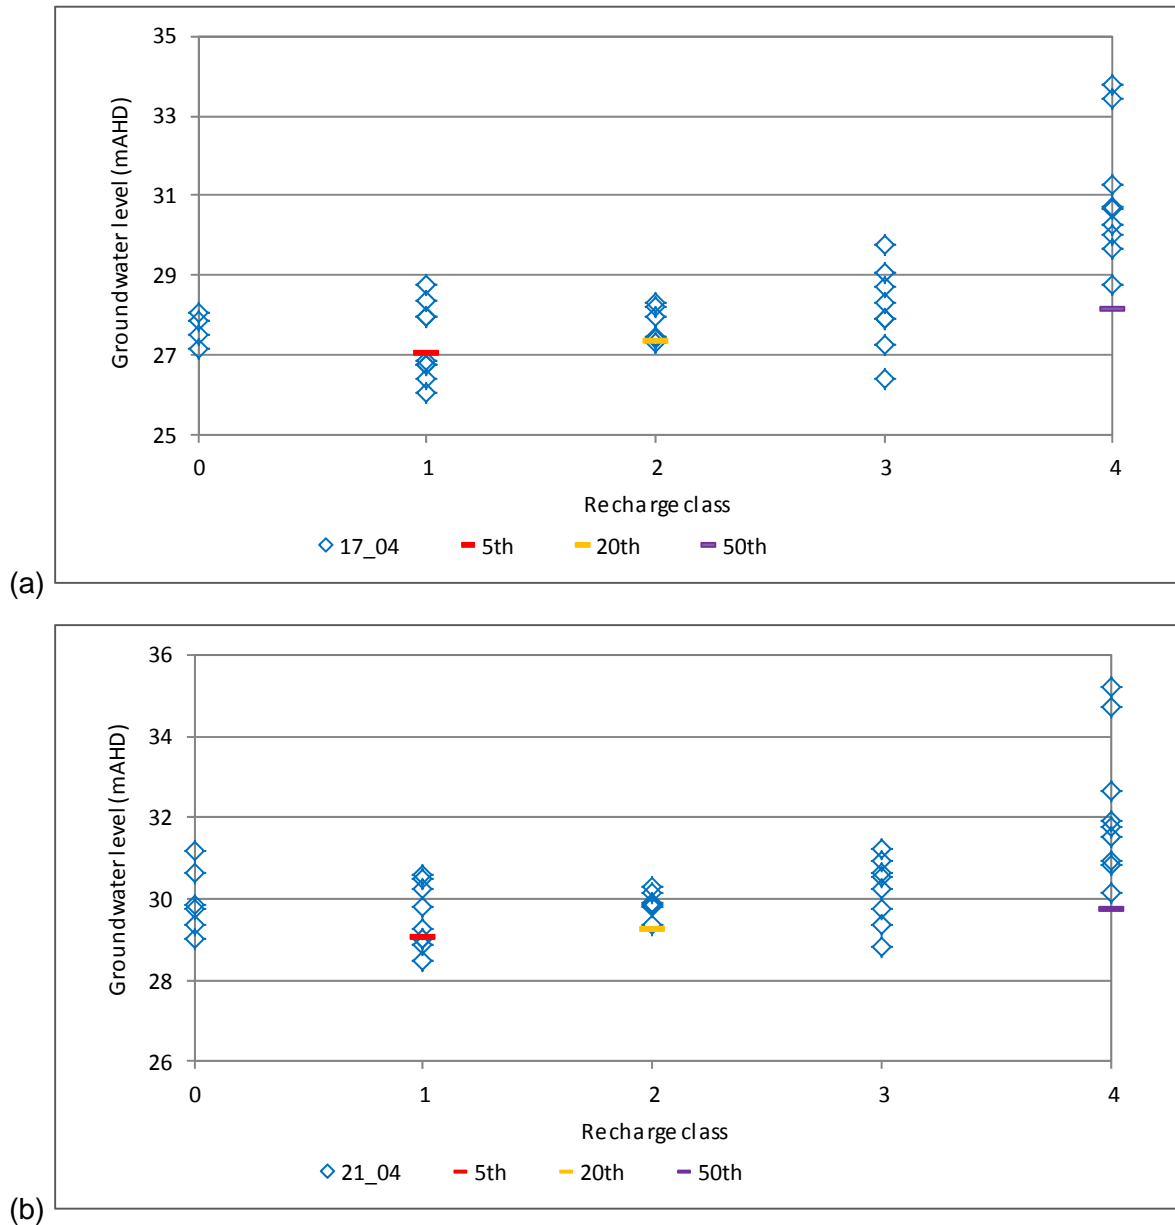 35
33
31
29
27
25
Groundwater level (mAHD)
0 1 2 3 4
Recharge class
17_04 5th 20th 50th
(a)
36
34
32
30
28
26
Groundwater level (mAHD)
0 1 2 3 4
Recharge class
21_04 5th 20th 50th
(b)